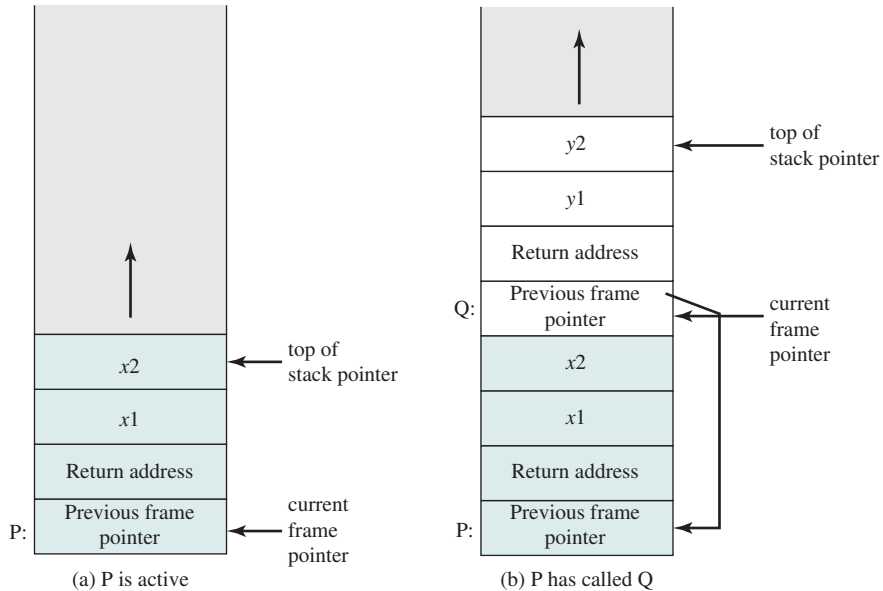 x2
x1
Return address
P:
Previous frame
pointer
top of
stack pointer
current
frame
pointer
(a) P is active
y2
y1
Return address
Q:
Previous frame
pointer
x2
x1
Return address
P:
Previous frame
pointer
top of
stack pointer
current
frame
pointer
(b) P has called Q